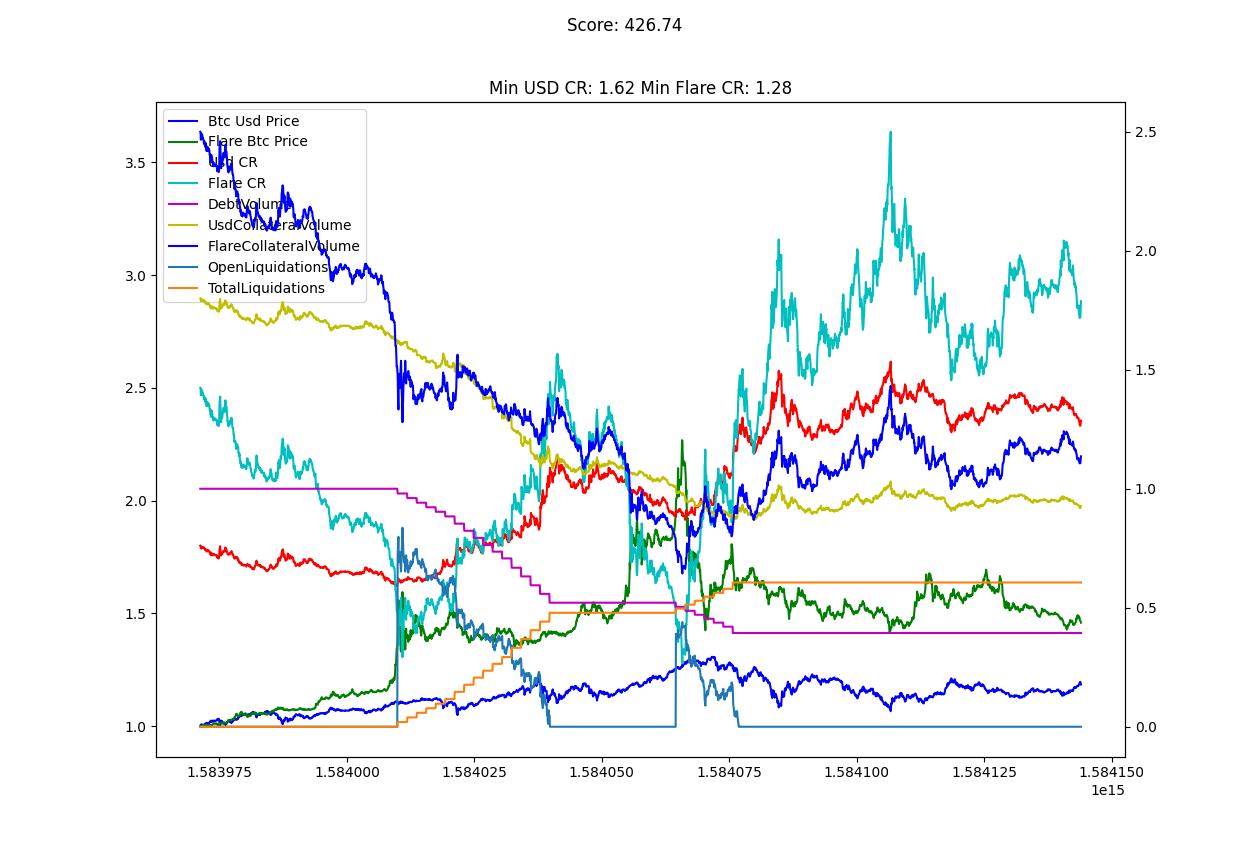 Score: 426.74
Min USD CR: 1.62 Min Flare CR: 1.28
Btc Usd Price
Flare Btc Price
Usd CR
Flare CR
DebtVolume
UsdCollateralVolume
FlareCollateralVolume
OpenLiquidations
TotalLiquidations
3.5
3.0
2.5
2.0
1.5
1.0
2.5
2.0
1.5
1.0
0.5
0.0
1.583975 1.584000 1.584025 1.584050 1.584075 1.584100 1.584125 1.584150
1e15